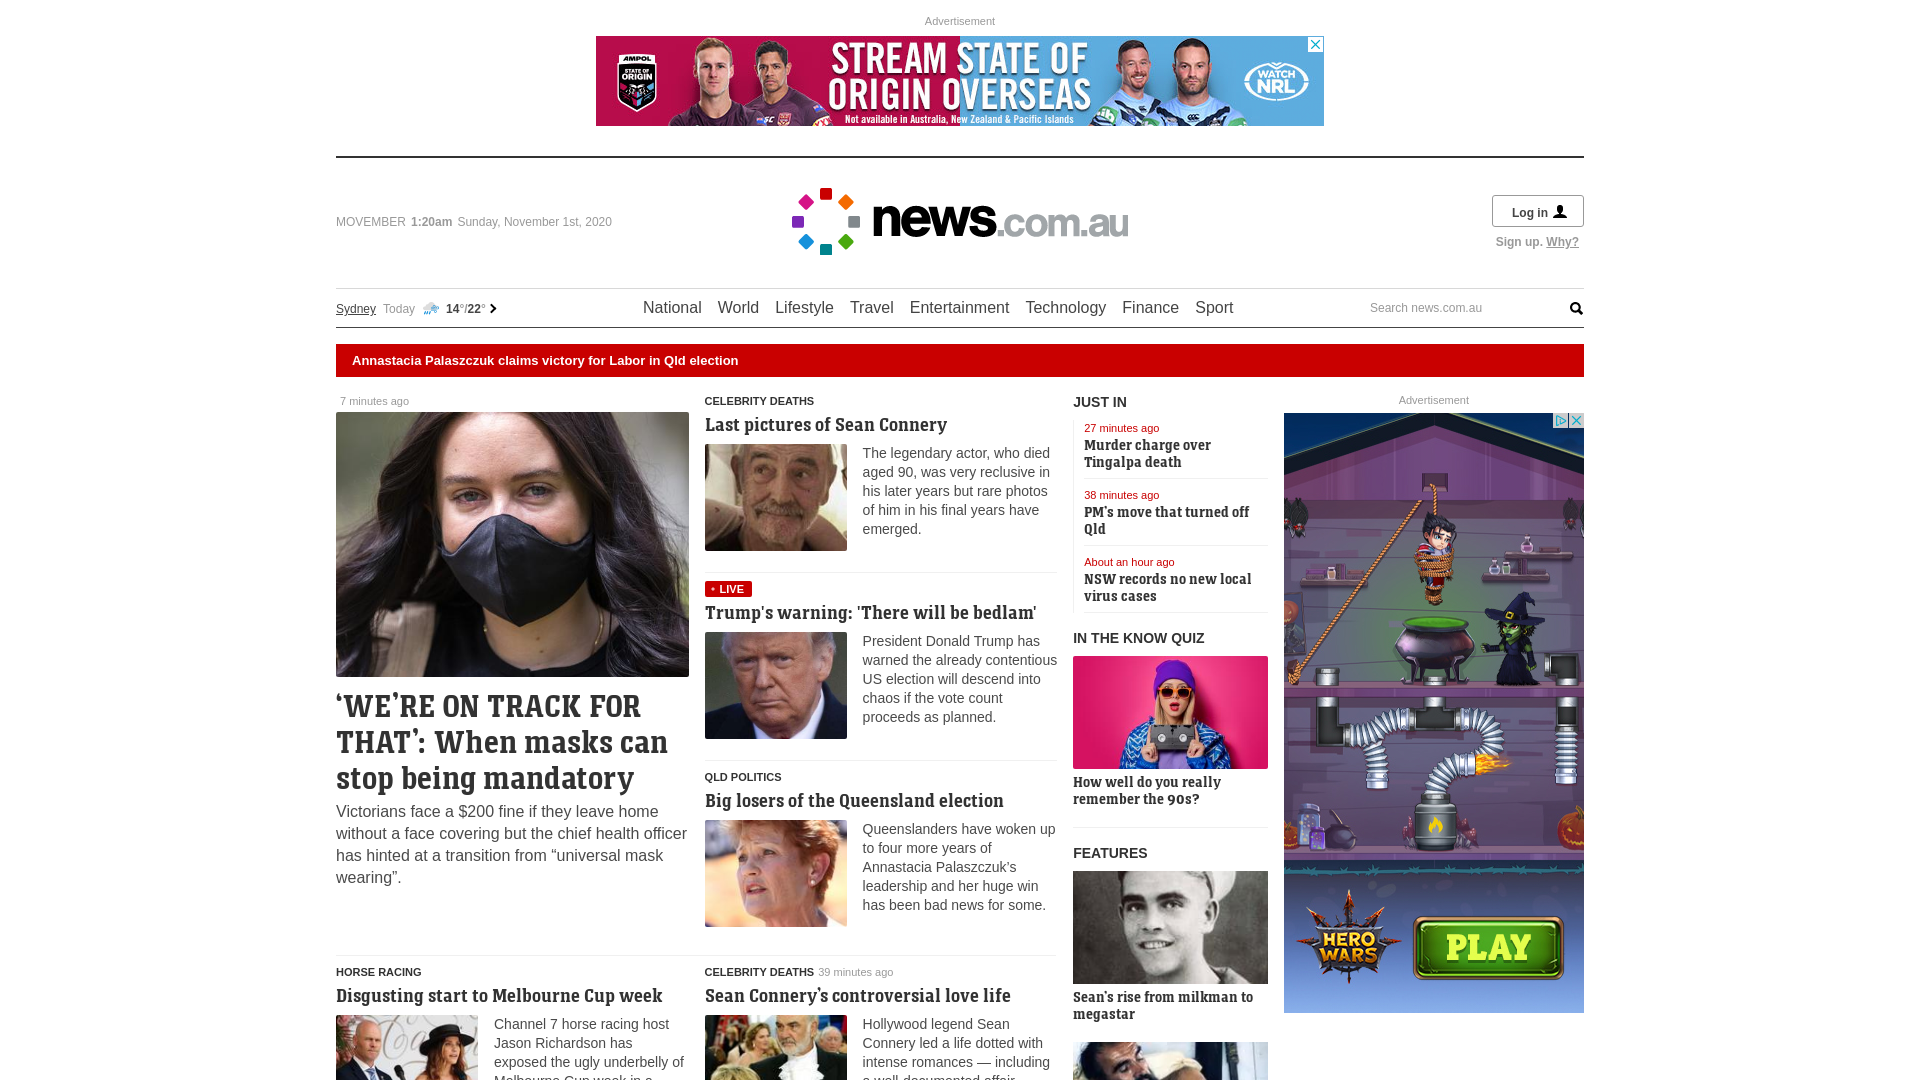 Advertisement
AMPOL
STATE OF
ORIGIN
STREAM STATE OF
ORIGIN OVERSEAS
Not available in Australia, New Zealand & Pacific Islands
WATCH
NRL
MOVEMBER 1:20am Sunday, November 1st, 2020
news.com.au
Log in
Sign up. Why?
Sydney Today 14°/22°
National World Lifestyle Travel Entertainment Technology Finance Sport
Search news.com.au
Annastacia Palaszczuk claims victory for Labor in Qld election
7 minutes ago
‘WE’RE ON TRACK FOR
THAT’: When masks can
stop being mandatory
Victorians face a $200 fine if they leave home
without a face covering but the chief health officer
has hinted at a transition from “universal mask
wearing”.
CELEBRITY DEATHS
Last pictures of Sean Connery
The legendary actor, who died
aged 90, was very reclusive in
his later years but rare photos
of him in his final years have
emerged.
• LIVE
Trump's warning: 'There will be bedlam'
President Donald Trump has
warned the already contentious
US election will descend into
chaos if the vote count
proceeds as planned.
QLD POLITICS
Big losers of the Queensland election
Queenslanders have woken up
to four more years of
Annastacia Palaszczuk’s
leadership and her huge win
has been bad news for some.
JUST IN
27 minutes ago
Murder charge over
Tingalpa death
38 minutes ago
PM’s move that turned off
Qld
About an hour ago
NSW records no new local
virus cases
IN THE KNOW QUIZ
How well do you really
remember the 90s?
FEATURES
Sean’s rise from milkman to
megastar
Advertisement
HERO
WARS
PLAY
HORSE RACING
Disgusting start to Melbourne Cup week
Channel 7 horse racing host
Jason Richardson has
exposed the ugly underbelly of
Melbourne Cup week in a
CELEBRITY DEATHS 39 minutes ago
Sean Connery’s controversial love life
Hollywood legend Sean
Connery led a life dotted with
intense romances — including
a well-documented affair